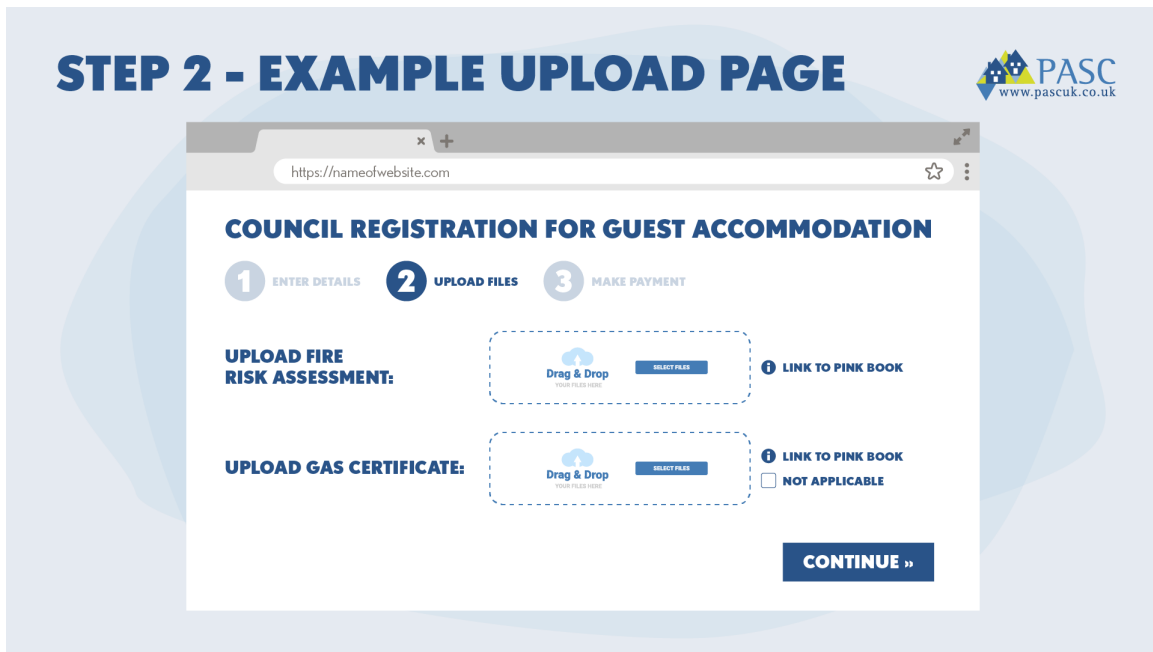 STEP 2 - EXAMPLE UPLOAD PAGE
PASC
www.pascuk.co.uk
https://nameofwebsite.com
COUNCIL REGISTRATION FOR GUEST ACCOMMODATION
1 ENTER DETAILS 2 UPLOAD FILES 3 MAKE PAYMENT
UPLOAD FIRE
RISK ASSESSMENT:
Drag & Drop
YOUR FILES HERE
SELECT FILES
LINK TO PINK BOOK
UPLOAD GAS CERTIFICATE:
Drag & Drop
YOUR FILES HERE
SELECT FILES
LINK TO PINK BOOK
NOT APPLICABLE
CONTINUE »